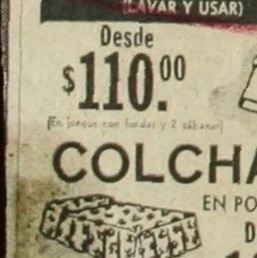 (LAVAR Y USAR)
Desde
$110.00
(En juegos con fundas y 2 sábanas)
COLCHA
EN PO
D